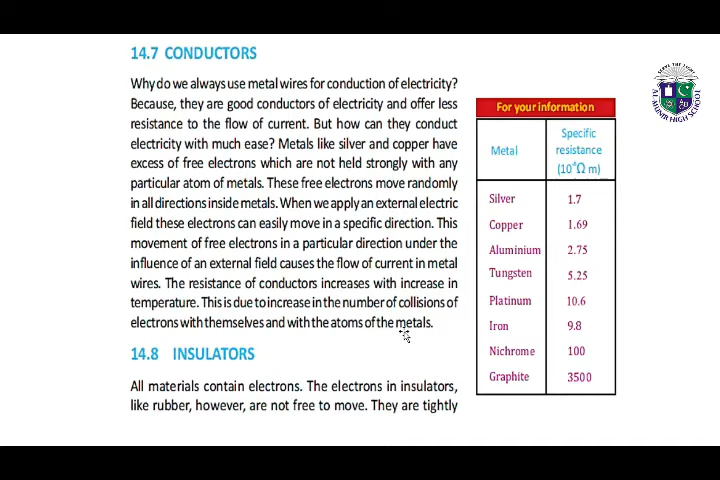 14.7 CONDUCTORS
Why do we always use metal wires for conduction of electricity?
Because, they are good conductors of electricity and offer less
resistance to the flow of current. But how can they conduct
electricity with much ease? Metals like silver and copper have
excess of free electrons which are not held strongly with any
particular atom of metals. These free electrons move randomly
in all directions inside metals. When we apply an external electric
field these electrons can easily move in a specific direction. This
movement of free electrons in a particular direction under the
influence of an external field causes the flow of current in metal
wires. The resistance of conductors increases with increase in
temperature. This is due to increase in the number of collisions of
electrons with themselves and with the atoms of the metals.
14.8 INSULATORS
All materials contain electrons. The electrons in insulators,
like rubber, however, are not free to move. They are tightly
For your information
Metal Specific resistance
Silver 1.7
Copper 1.69
Aluminium 2.75
Tungsten 5.25
Platinum 10.6
Iron 9.8
Nichrome 100
Graphite 3500
AL-MUNIR HIGH SCHOOL